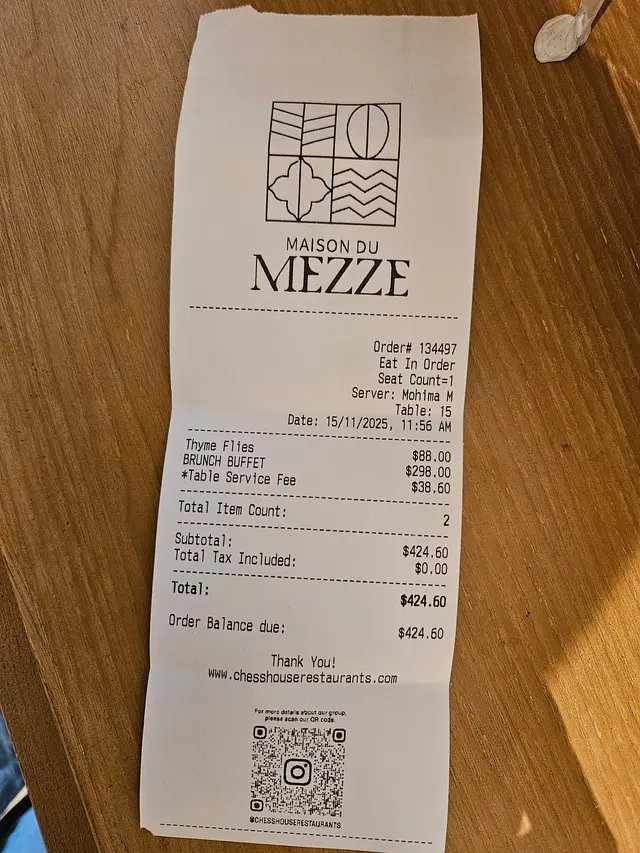 MAISON DU
MEZZE
Order# 134497
Eat In Order
Seat Count=1
Server: Mohima M
Table: 15
Date: 15/11/2025, 11:56 AM
Thyme Flies $88.00
BRUNCH BUFFET $298.00
*Table Service Fee $38.60
Total Item Count: 2
Subtotal: $424.60
Total Tax Included: $0.00
Total: $424.60
Order Balance due: $424.60
Thank You!
www.chesshouserestaurants.com
For more details about our group,
please scan our QR code.
@CHESSHOUSERESTAURANTS